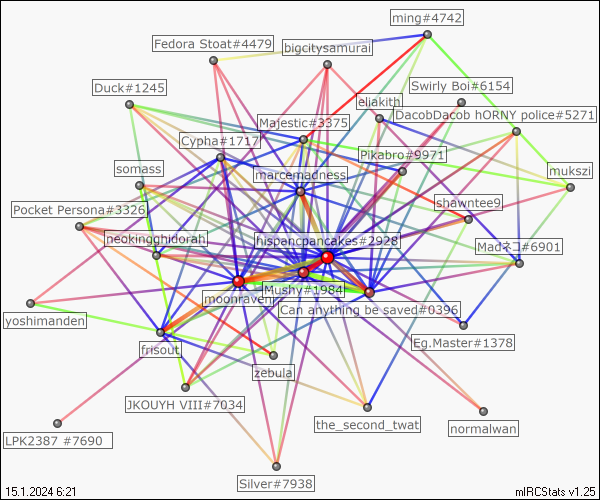 ming#4742
Fedora Stoat#4479
bigcitysamurai
Swirly Boi#6154
Duck#1245
eliakith
DacobDacob hORNY police#5271
Majestic#3375
Cypha#1717
Pikabro#9971
somass
marcemadness
mukszi
shawntee9
Pocket Persona#3326
neokingghidorah
hispancpancakes#2928
Madネコ#6901
Mushy#1984
moonraven
Can anything be saved#0396
yoshimanden
frisout
Eg.Master#1378
zebula
JKOUYH VIII#7034
the_second_twat
normalwan
LPK2387 #7690
Silver#7938
15.1.2024 6:21
mIRCStats v1.25